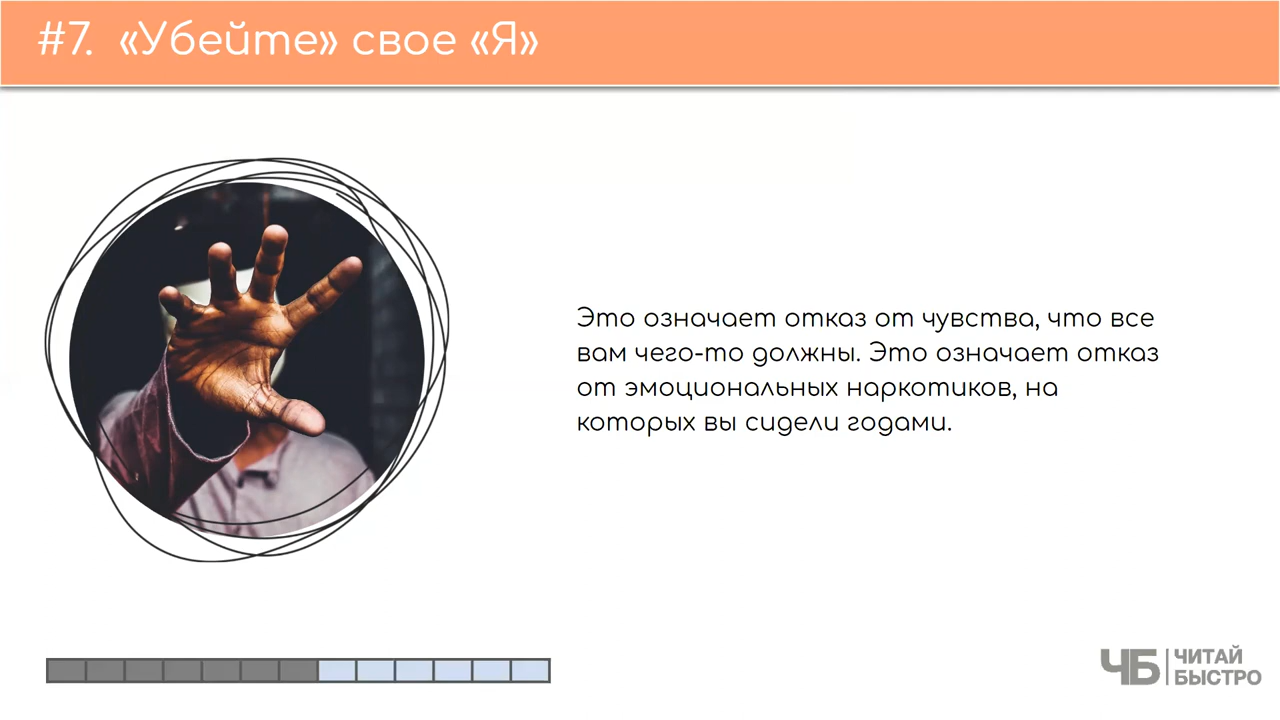 #7. «Убейте» свое «Я»
Это означает отказ от чувства, что все
вам чего-то должны. Это означает отказ
от эмоциональных наркотиков, на
которых вы сидели годами.
ЧБ ЧИТАЙ
БЫСТРО